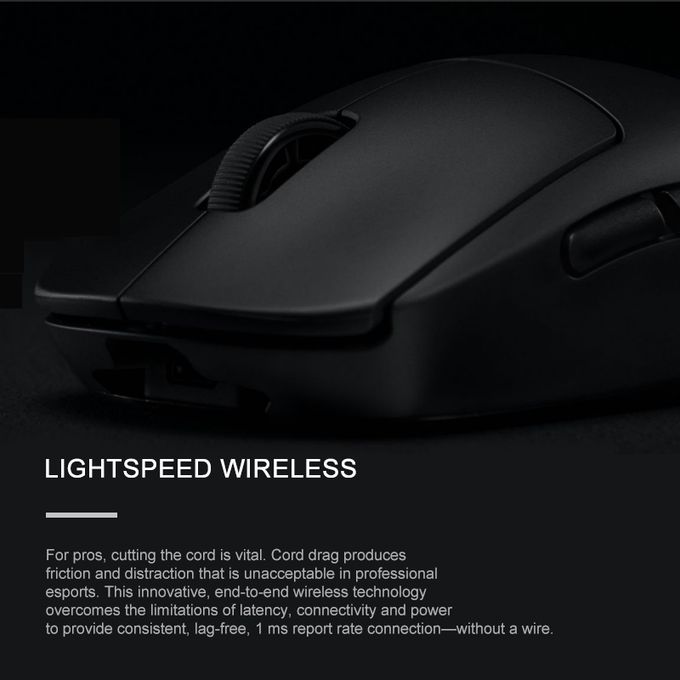 LIGHTSPEED WIRELESS
For pros, cutting the cord is vital. Cord drag produces
friction and distraction that is unacceptable in professional
esports. This innovative, end-to-end wireless technology
overcomes the limitations of latency, connectivity and power
to provide consistent, lag-free, 1 ms report rate connection—without a wire.